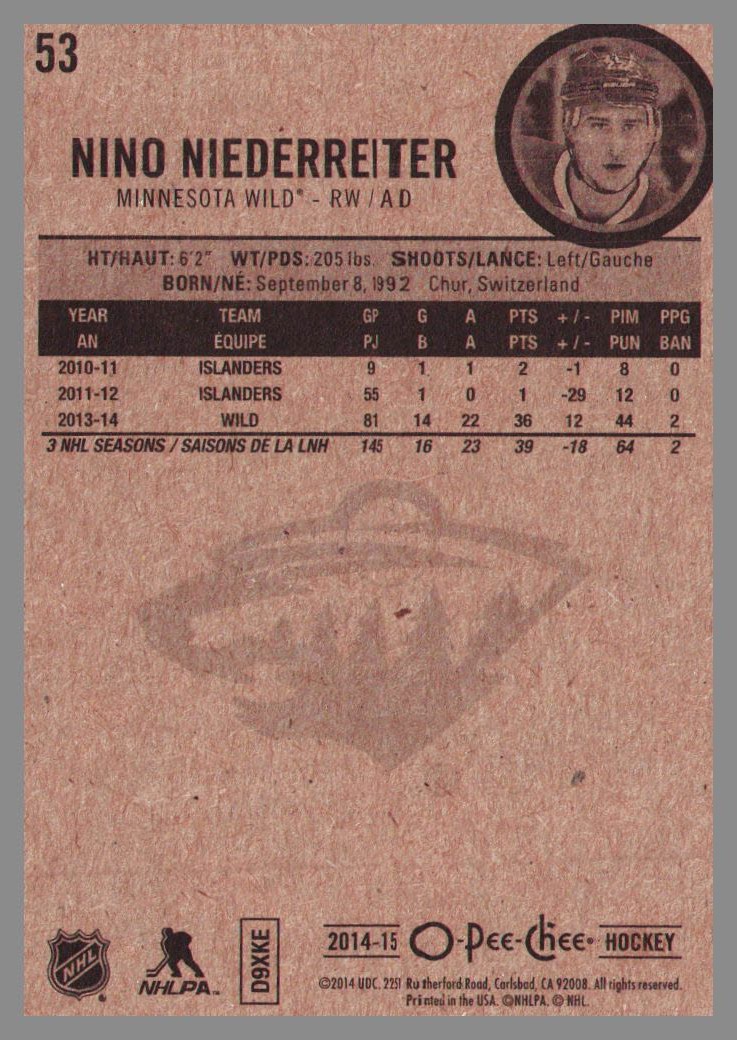 53
NINO NIEDERREITER
MINNESOTA WILD® - RW / A D
HT/HAUT: 6'2" WT/PDS: 205 lbs. SHOOTS/LANCE: Left/Gauche
BORN/NÉ: September 8, 1992 Chur, Switzerland
YEAR TEAM GP G A PTS + / - PIM PPG
AN ÉQUIPE PJ B A PTS + / - PUN BAN
2010-11 ISLANDERS 9 1 1 2 -1 8 0
2011-12 ISLANDERS 55 1 0 1 -29 12 0
2013-14 WILD 81 14 22 36 12 44 2
3 NHL SEASONS / SAISONS DE LA LNH 145 16 23 39 -18 64 2
NHL
NHLPA
D9XKE
2014-15 O-Pee-Chee® HOCKEY
©2014 UDC. 2251 Rutherford Road, Carlsbad, CA 92008. All rights reserved.
Printed in the USA. ©NHLPA. © NHL.